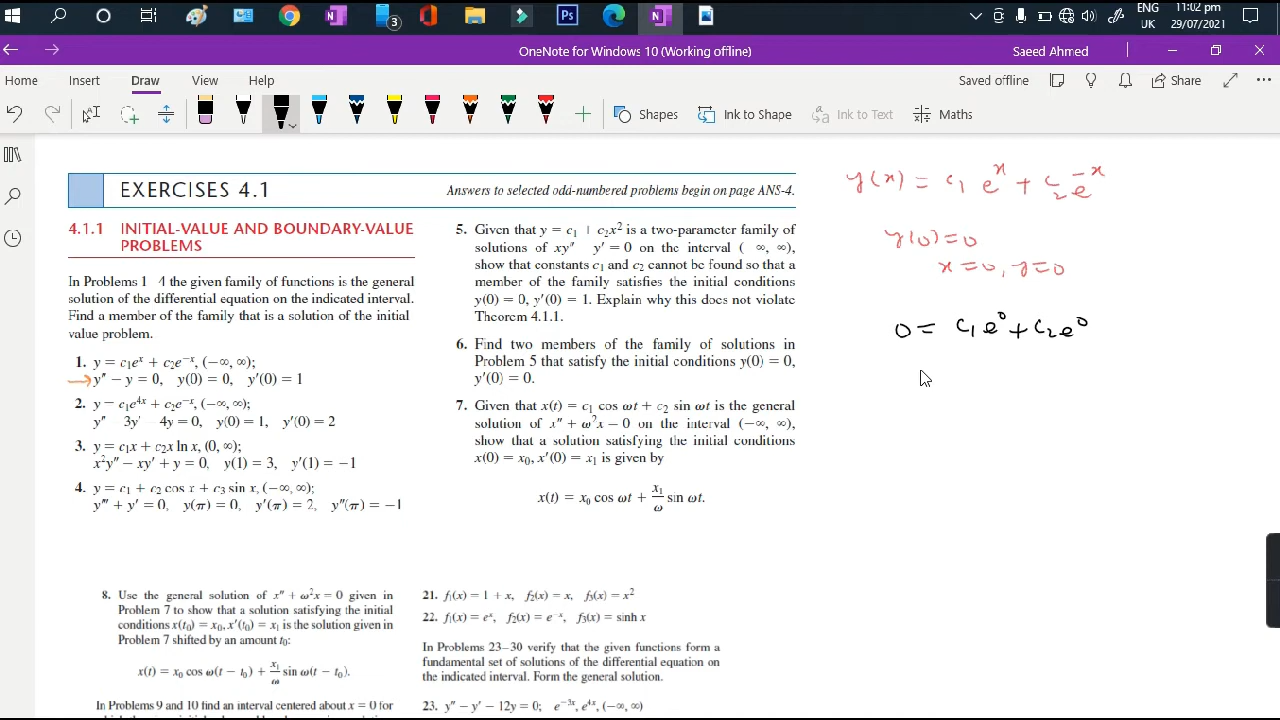 3
ENG
UK
11:02 pm
29/07/2021
OneNote for Windows 10 (Working offline)
Saeed Ahmed
Home Insert Draw View Help
Saved offline
Share
Shapes
Ink to Shape
Ink to Text
Maths
EXERCISES 4.1
Answers to selected odd-numbered problems begin on page ANS-4.
4.1.1 INITIAL-VALUE AND BOUNDARY-VALUE
PROBLEMS
In Problems 1 4 the given family of functions is the general
solution of the differential equation on the indicated interval.
Find a member of the family that is a solution of the initial
value problem.
1. y = c₁eˣ + c₂e⁻ˣ, (−∞, ∞);
→ y″ − y = 0, y(0) = 0, y′(0) = 1
2. y = c₁e⁴ˣ + c₂e⁻ˣ, (−∞, ∞);
y″ 3y′ 4y = 0, y(0) = 1, y′(0) = 2
3. y = c₁x + c₂x ln x, (0, ∞);
x²y″ − xy′ + y = 0, y(1) = 3, y′(1) = −1
4. y = c₁ + c₂ cos x + c₃ sin x, (−∞, ∞);
y‴ + y′ = 0, y(π) = 0, y′(π) = 2, y″(π) = −1
5. Given that y = c₁ + c₂x² is a two-parameter family of
solutions of xy″ y′ = 0 on the interval ( ∞, ∞),
show that constants c₁ and c₂ cannot be found so that a
member of the family satisfies the initial conditions
y(0) = 0, y′(0) = 1. Explain why this does not violate
Theorem 4.1.1.
6. Find two members of the family of solutions in
Problem 5 that satisfy the initial conditions y(0) = 0,
y′(0) = 0.
7. Given that x(t) = c₁ cos ωt + c₂ sin ωt is the general
solution of x″ + ω²x − 0 on the interval (−∞, ∞),
show that a solution satisfying the initial conditions
x(0) = x₀, x′(0) = x₁ is given by
x(t) = x₀ cos ωt + x₁/ω sin ωt.
y(x) = c₁ eˣ + c₂ e⁻ˣ
y(0) = 0
x = 0, y = 0
0 = c₁e⁰ + c₂e⁰
8. Use the general solution of x″ + ω²x = 0 given in
Problem 7 to show that a solution satisfying the initial
conditions x(t₀) = x₀, x′(t₀) = x₁ is the solution given in
Problem 7 shifted by an amount t₀:
x(t) = x₀ cos ω(t − t₀) + x₁/ω sin ω(t − t₀).
In Problems 9 and 10 find an interval centered about x = 0 for
21. f₁(x) = 1 + x, f₂(x) = x, f₃(x) = x²
22. f₁(x) = eˣ, f₂(x) = e⁻ˣ, f₃(x) = sinh x
In Problems 23–30 verify that the given functions form a
fundamental set of solutions of the differential equation on
the indicated interval. Form the general solution.
23. y″ − y′ − 12y = 0; e⁻³ˣ, e⁴ˣ, (−∞, ∞)